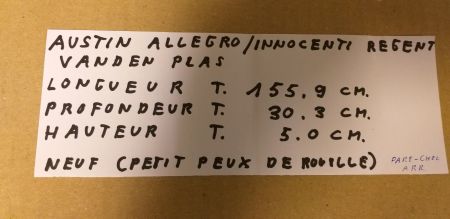 AUSTIN ALLEGRO/INNOCENTI REGENT
VANDEN PLAS
LONGUEUR T. 155,9 CM.
PROFONDEUR T. 30.3 CM.
HAUTEUR T. 5.0 CM.
NEUF (PETIT PEUX DE ROUILLE)
PARE-CHOC
ARR